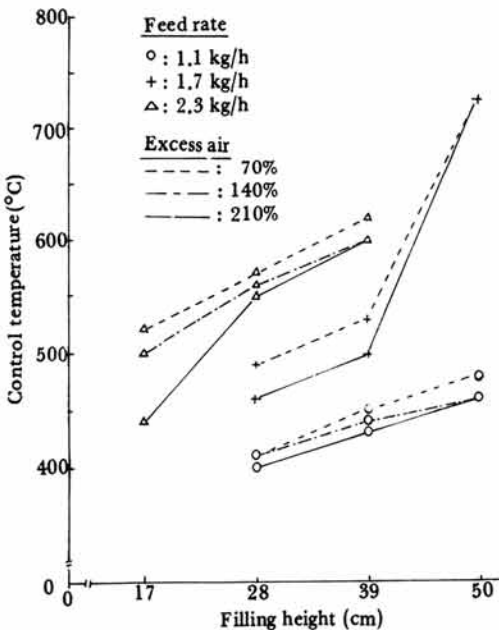 800
700
600
500
400
0
Control temperature (°C)
Feed rate
○ : 1.1 kg/h
+ : 1.7 kg/h
△ : 2.3 kg/h
Excess air
: 70%
: 140%
: 210%
0 17 28 39 50
Filling height (cm)